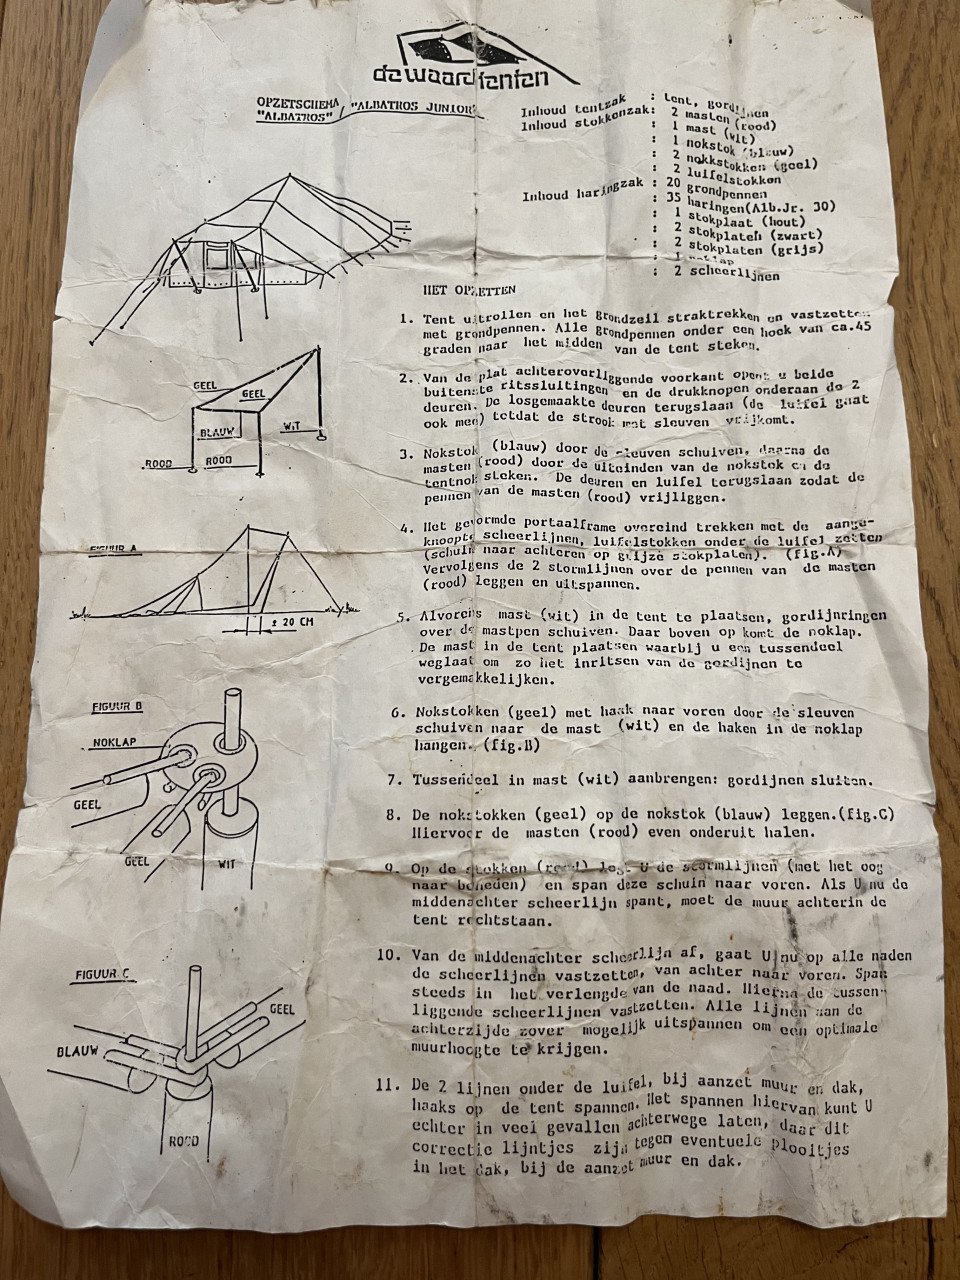 de waard tenten
OPZETSCHEMA
"ALBATROS" / "ALBATROS JUNIOR"
Inhoud tentzak : tent, gordijnen
Inhoud stokkenzak: 2 masten (rood)
: 1 mast (wit)
: 1 nokstok (blauw)
: 2 nokkstokken (geel)
: 2 luifelstokken
Inhoud haringzak : 20 grondpennen
: 35 haringen(Alb.Jr. 30)
: 1 stokplaat (hout)
: 2 stokplaten (zwart)
: 2 stokplaten (grijs)
: 1 noklap
: 2 scheerlijnen
HET OPZETTEN
1. Tent uitrollen en het grondzeil straktrekken en vastzetten
met grondpennen. Alle grondpennen onder een hoek van ca.45
graden naar het midden van de tent steken.
2. Van de plat achteroverliggende voorkant opent u beide
buitenste ritssluitingen en de drukknopen onderaan de 2
deuren. De losgemaakte deuren terugslaan (de luifel gaat
ook mee) totdat de strook met sleuven vrijkomt.
3. Nokstok (blauw) door de sleuven schuiven, daarna de
masten (rood) door de uiteinden van de nokstok en de
tentnok steken. De deuren en luifel terugslaan zodat de
pennen van de masten (rood) vrijliggen.
4. Het gevormde portaalframe overeind trekken met de aange-
knoopte scheerlijnen, luifelstokken onder de luifel zetten
(schuin naar achteren op grijze stokplaten). (fig.A)
Vervolgens de 2 stormlijnen over de pennen van de masten
(rood) leggen en uitspannen.
5. Alvorens mast (wit) in de tent te plaatsen, gordijnringen
over de mastpen schuiven. Daar boven op komt de noklap.
De mast in de tent plaatsen waarbij u een tussendeel
weglaat om zo het inritsen van de gordijnen te
vergemakkelijken.
6. Nokstokken (geel) met haak naar voren door de sleuven
schuiven naar de mast (wit) en de haken in de noklap
hangen. (fig.B)
7. Tussendeel in mast (wit) aanbrengen: gordijnen sluiten.
8. De nokstokken (geel) op de nokstok (blauw) leggen.(fig.C)
Hiervoor de masten (rood) even onderuit halen.
9. Op de stokken (rood) legt U de stormlijnen (met het oog
naar beneden) en span deze schuin naar voren. Als U nu de
middenachter scheerlijn spant, moet de muur achterin de
tent rechtstaan.
10. Van de middenachter scheerlijn af, gaat U nu op alle naden
de scheerlijnen vastzetten, van achter naar voren. Span
steeds in het verlengde van de naad. Hierna de tussen-
liggende scheerlijnen vastzetten. Alle lijnen aan de
achterzijde zover mogelijk uitspannen om een optimale
muurhoogte te krijgen.
11. De 2 lijnen onder de luifel, bij aanzet muur en dak,
haaks op de tent spannen. Het spannen hiervan kunt U
echter in veel gevallen achterwege laten, daar dit
correctie lijntjes zijn tegen eventuele plooitjes
in het dak, bij de aanzet muur en dak.
GEEL
GEEL
BLAUW
WIT
ROOD
ROOD
FIGUUR A
± 20 CM
FIGUUR B
NOKLAP
GEEL
GEEL
WIT
FIGUUR C
GEEL
BLAUW
ROOD